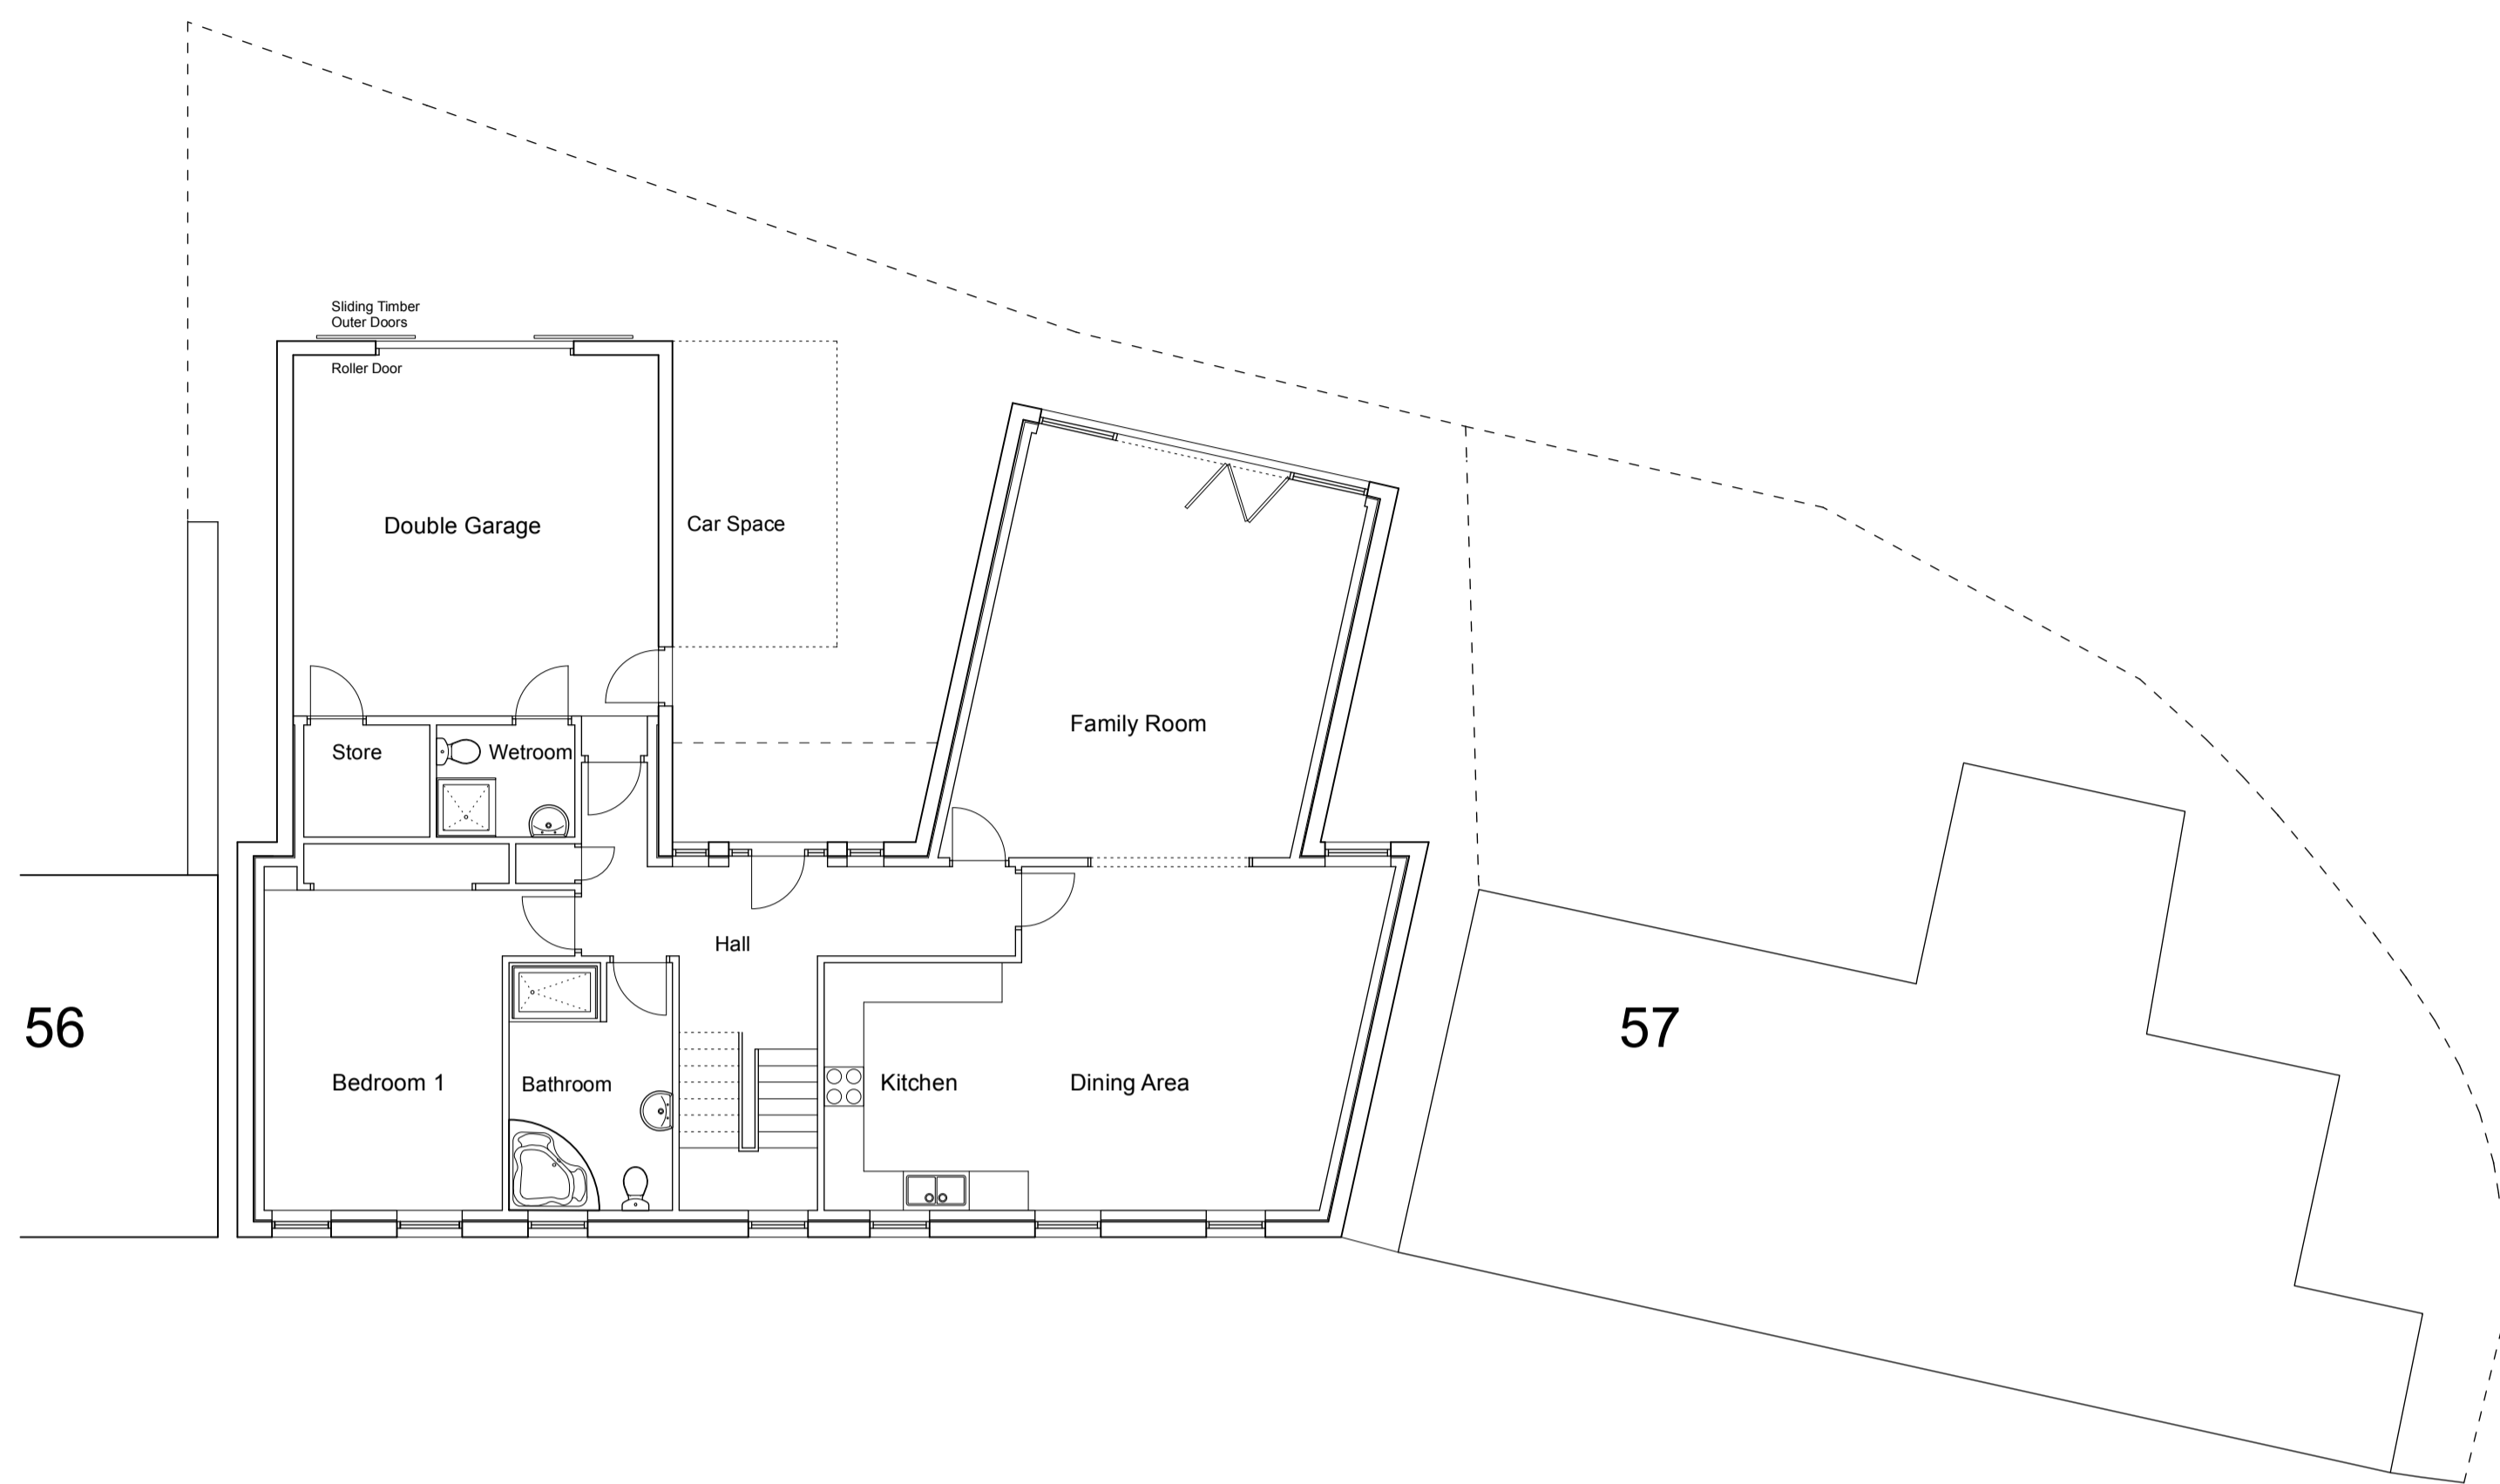 Sliding Timber
Outer Doors
Roller Door
Double Garage
Car Space
Family Room
Store
Wetroom
Hall
56
57
Bedroom 1
Bathroom
Kitchen
Dining Area